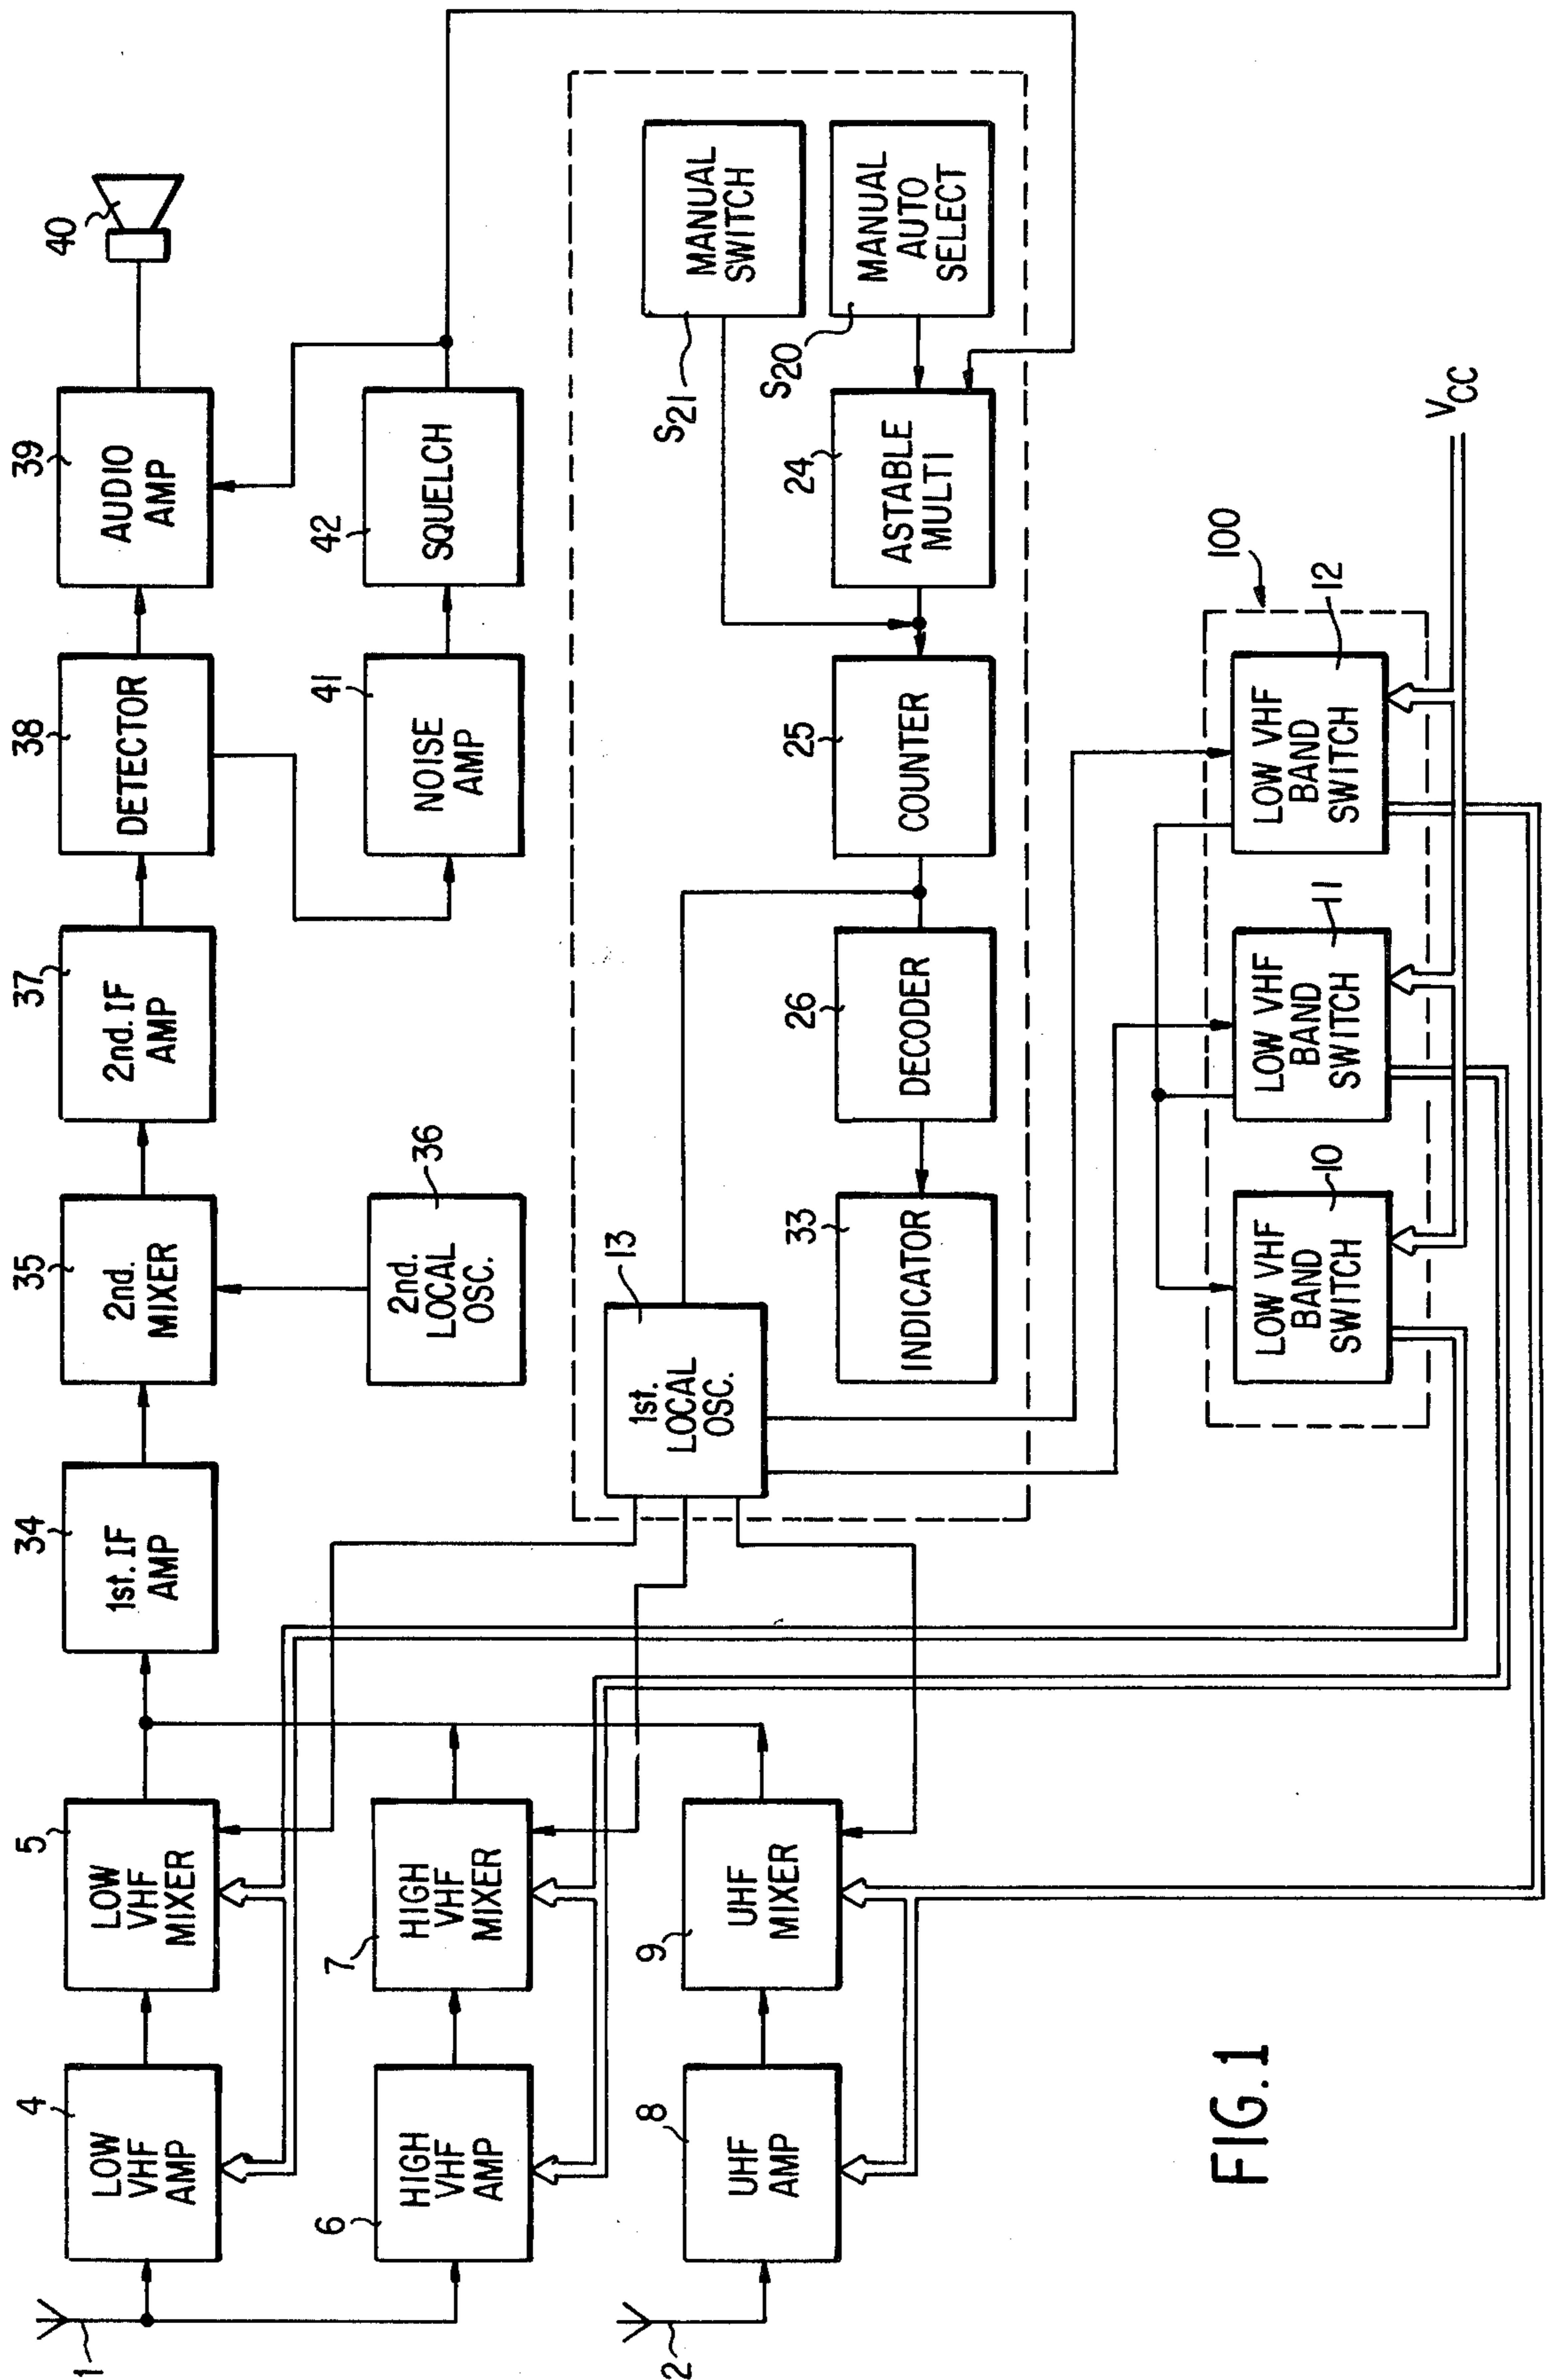 1
4
LOW
VHF
AMP
5
LOW
VHF
MIXER
34
1st. IF
AMP
35
2nd.
MIXER
37
2nd. IF
AMP
38
DETECTOR
39
AUDIO
AMP
40
6
HIGH
VHF
AMP
7
HIGH
VHF
MIXER
2nd.
LOCAL
OSC.
36
41
NOISE
AMP
42
SQUELCH
2
8
UHF
AMP
9
UHF
MIXER
13
1st.
LOCAL
OSC.
S21
MANUAL
SWITCH
33
INDICATOR
26
DECODER
25
COUNTER
24
ASTABLE
MULTI
S20
MANUAL
AUTO
SELECT
100
10
LOW VHF
BAND
SWITCH
11
LOW VHF
BAND
SWITCH
12
LOW VHF
BAND
SWITCH
VCC
FIG.1